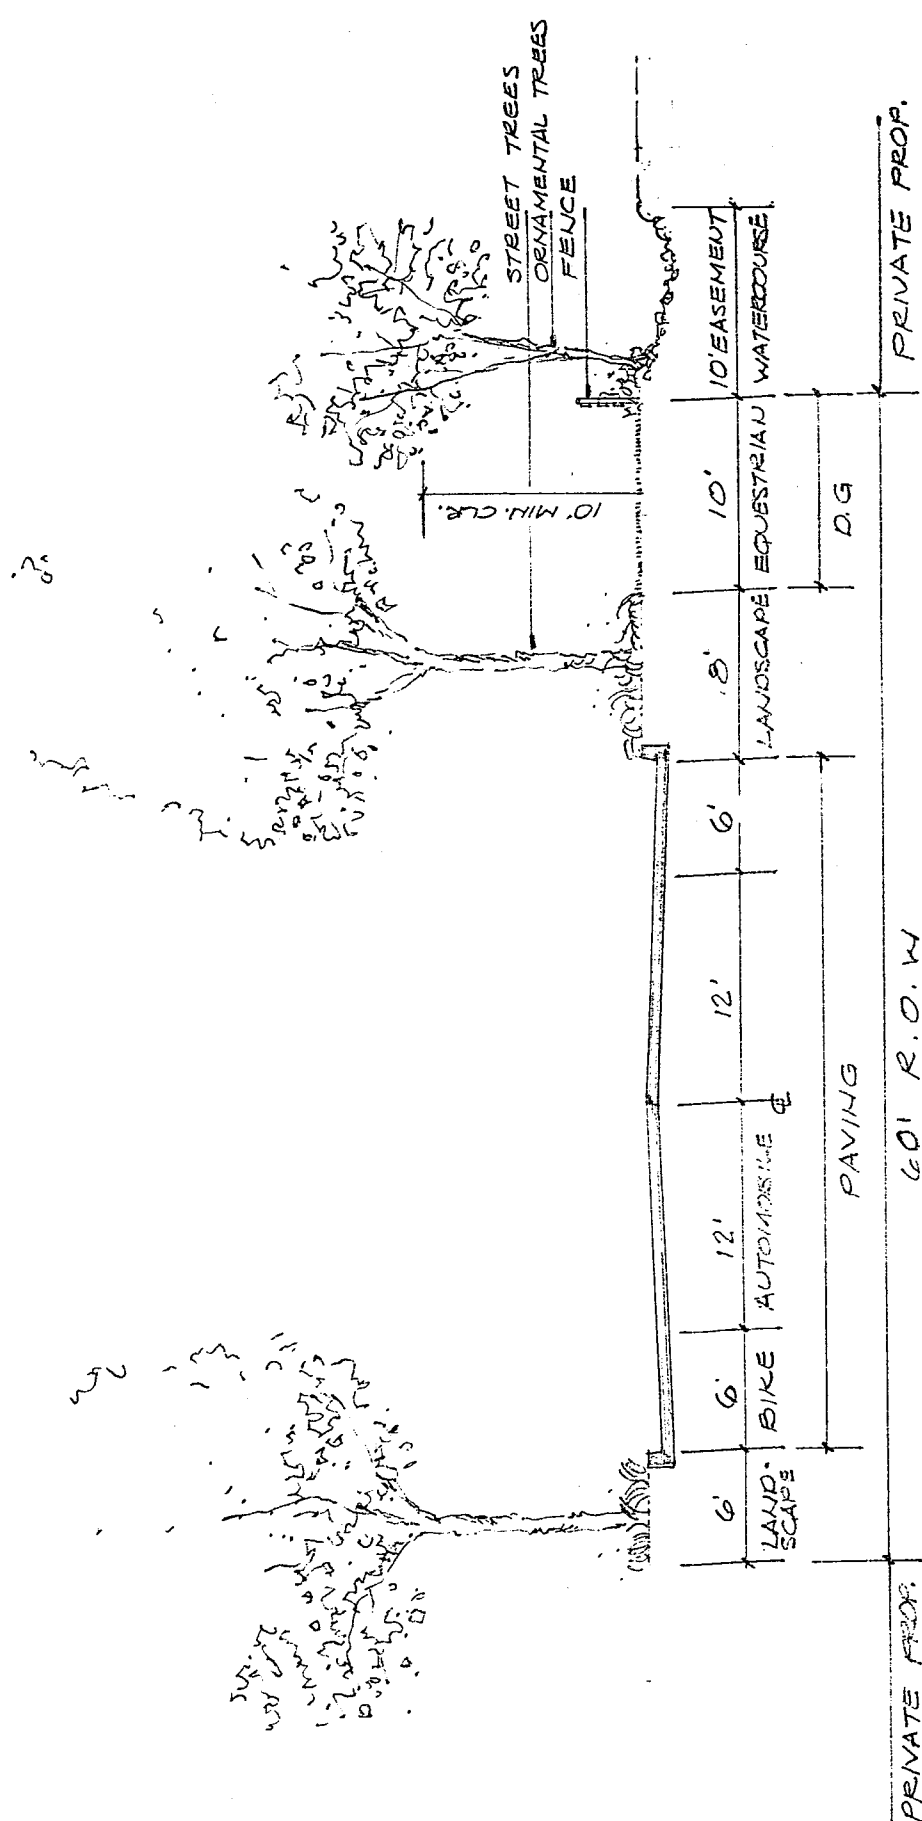 STREET TREES
ORNAMENTAL TREES
FENCE
10' MIN. CLR.
6' 6' 12' 12' 6' 8' 10' 10' EASEMENT
LAND-
SCAPE
BIKE AUTOMOBILE ℄ LANDSCAPE EQUESTRIAN WATERCOURSE
PAVING D.G
PRIVATE PROP. 60' R.O.W PRIVATE PROP.